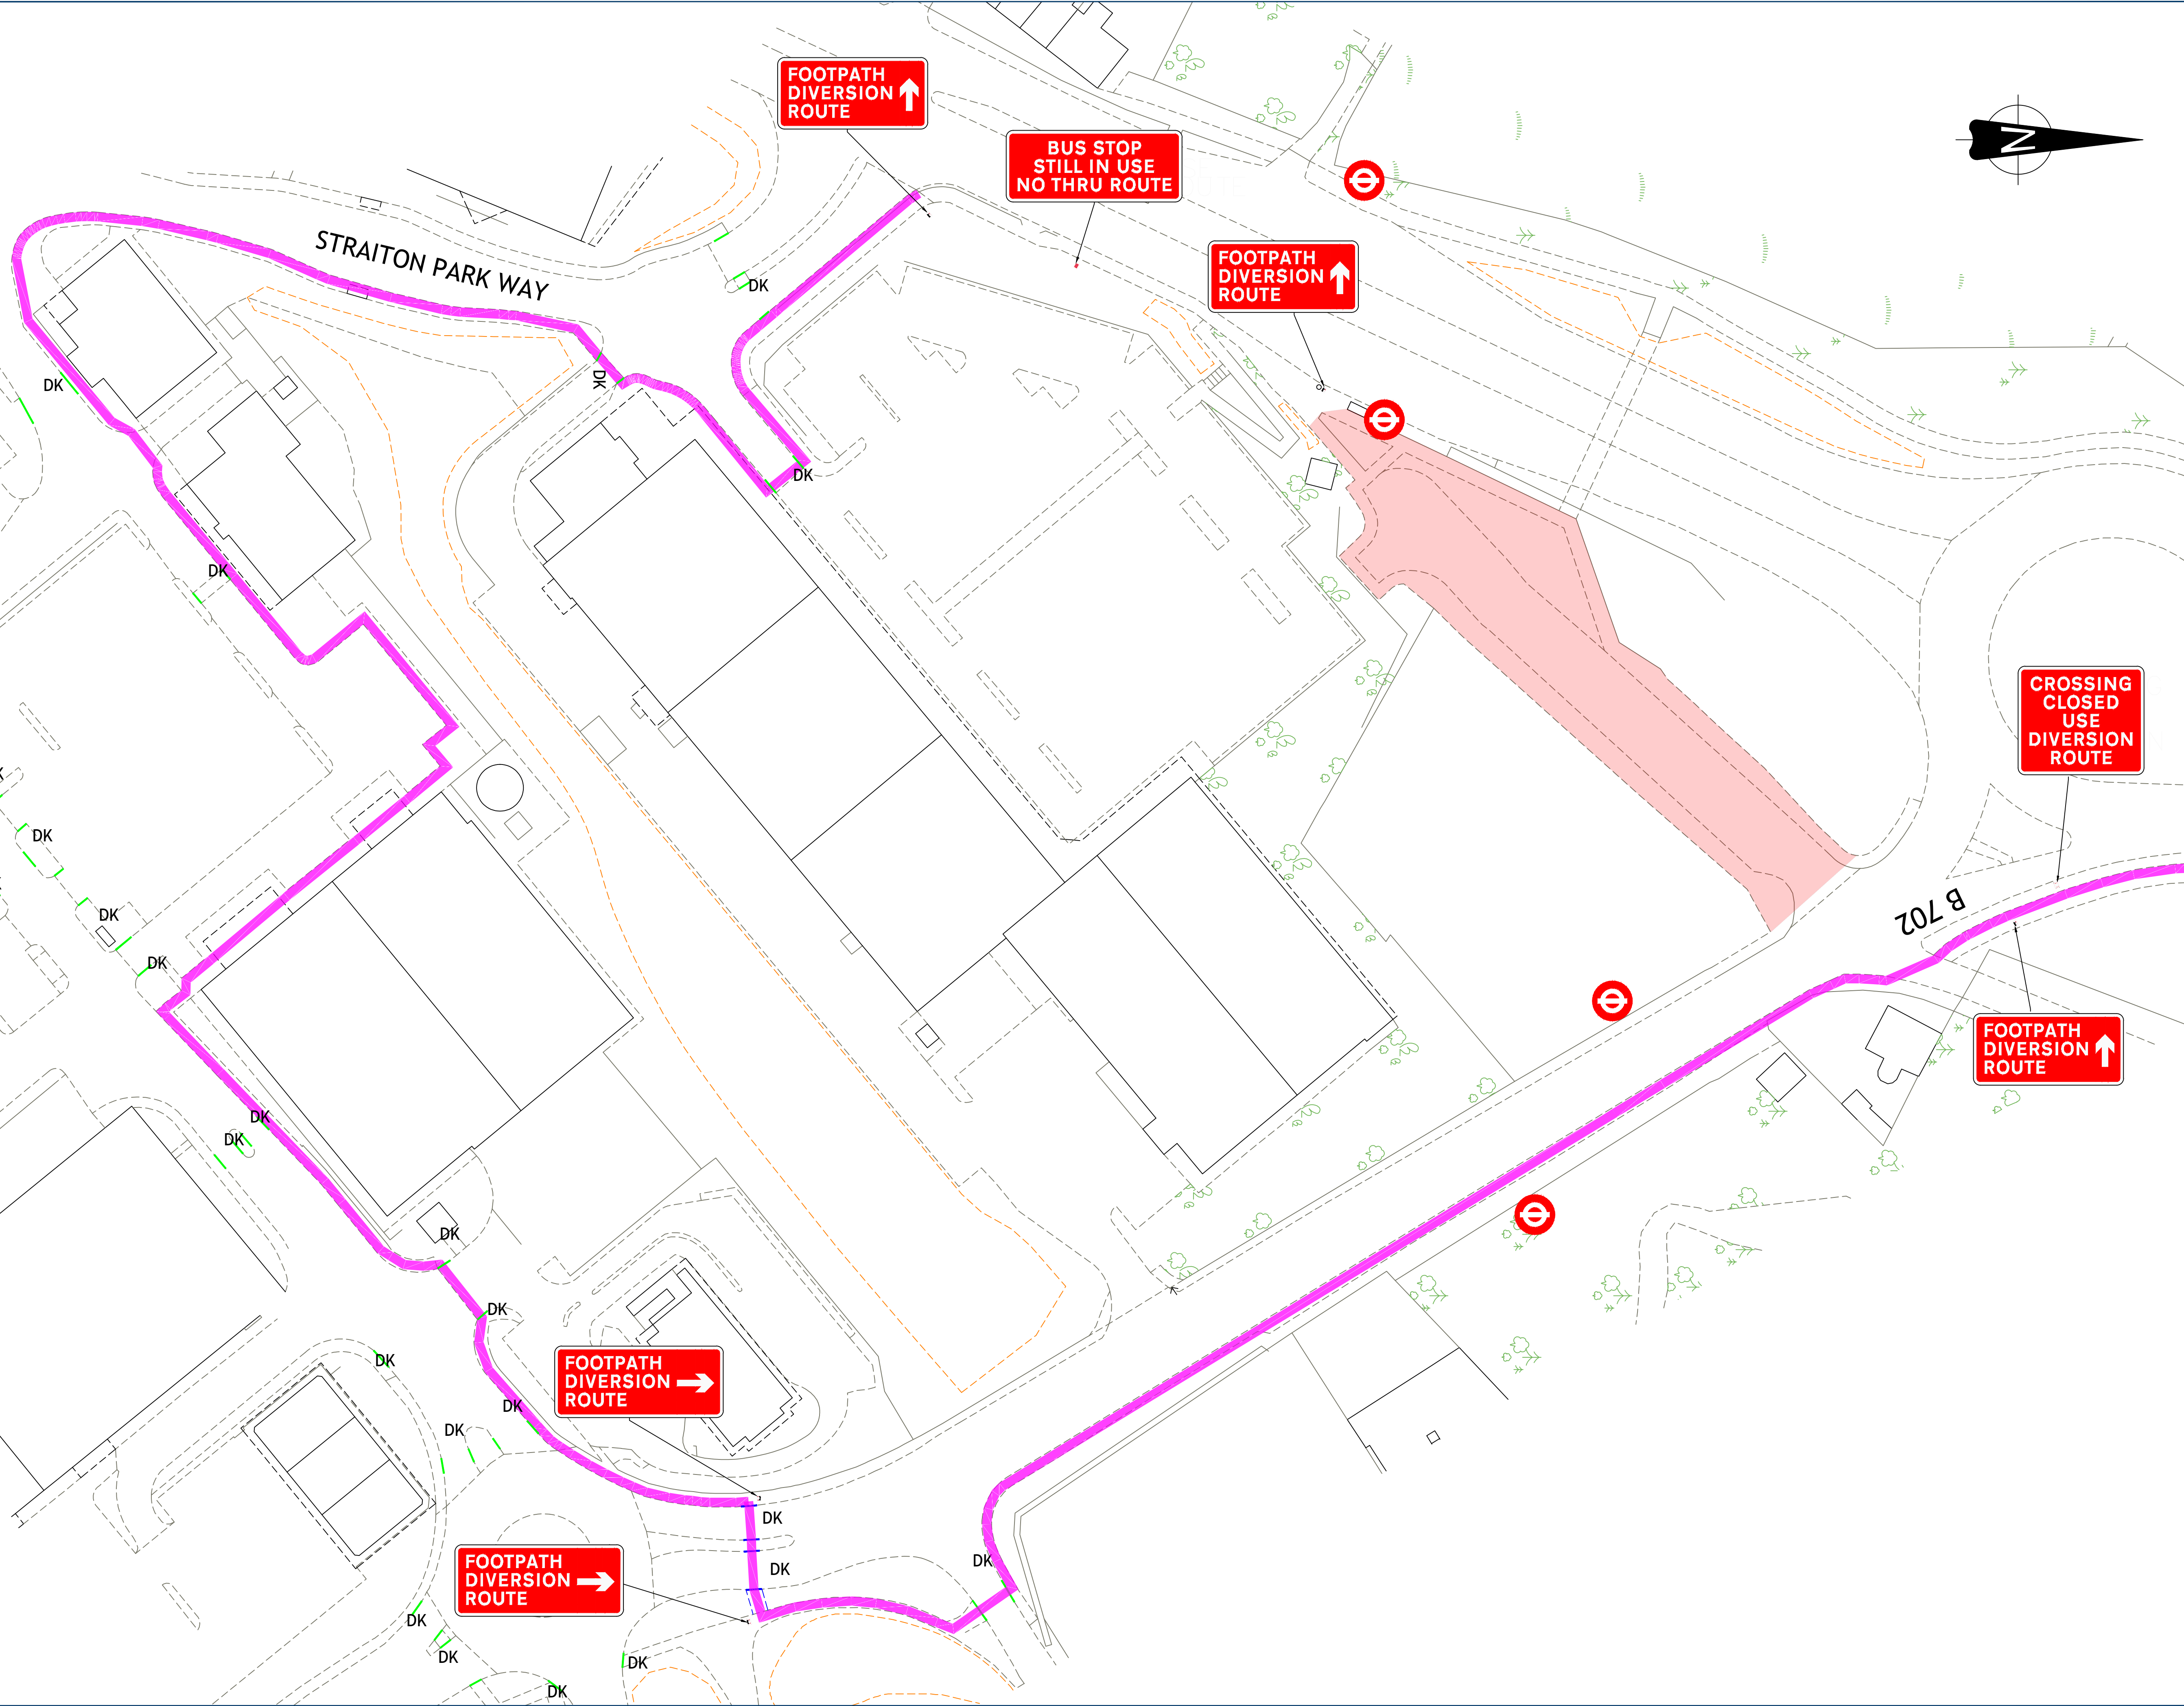 FOOTPATH
DIVERSION
ROUTE
BUS STOP
STILL IN USE
NO THRU ROUTE
N
STRAITON PARK WAY
FOOTPATH
DIVERSION
ROUTE
DK
DK
DK
DK
DK
CROSSING
CLOSED
USE
DIVERSION
ROUTE
DK
B 702
DK
DK
FOOTPATH
DIVERSION
ROUTE
DK
DK
DK
DK
DK
FOOTPATH
DIVERSION
ROUTE
DK
DK
DK
FOOTPATH
DIVERSION
ROUTE
DK
DK
DK
DK
DK
DK